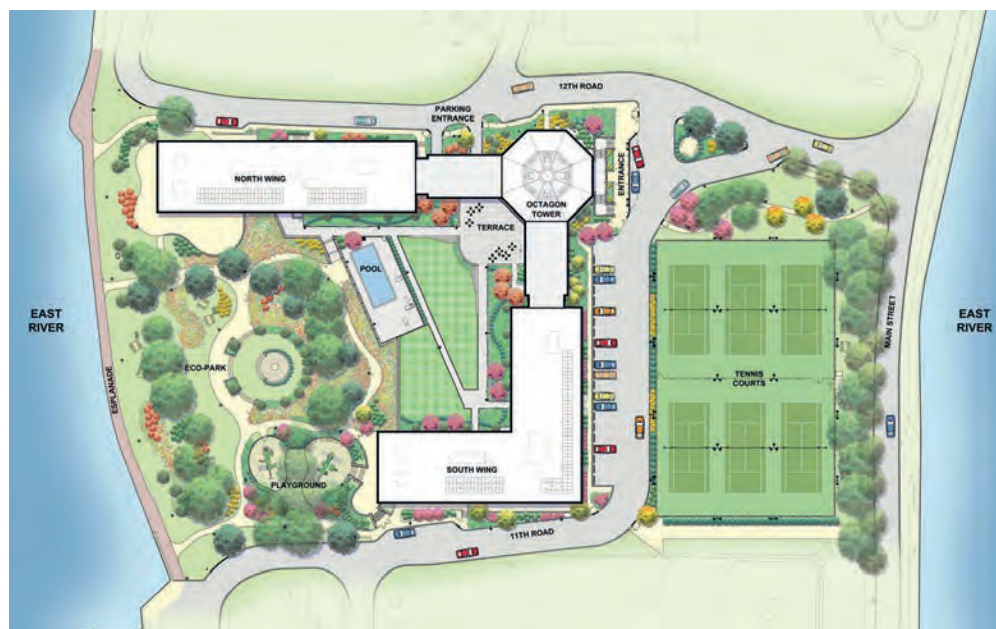 12TH ROAD
PARKING
ENTRANCE
NORTH WING
ENTRANCE
OCTAGON
TOWER
TERRACE
POOL
EAST
RIVER
EAST
RIVER
MAIN STREET
ESPLANADE
ECO-PARK
TENNIS
COURTS
SOUTH WING
PLAYGROUND
11TH ROAD